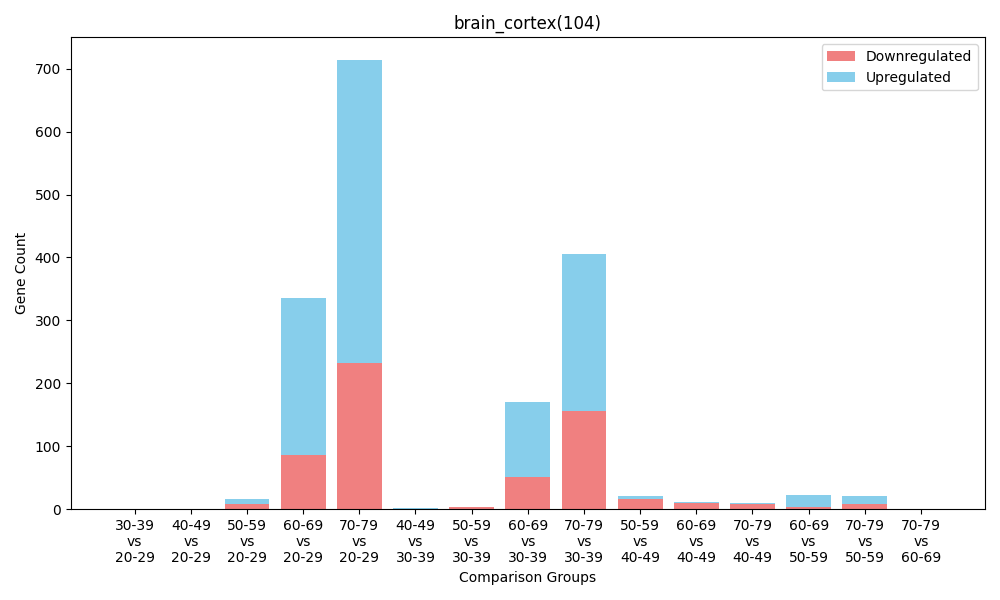 brain_cortex(104)
Downregulated
Upregulated
Gene Count
700
600
500
400
300
200
100
0
30-39 40-49 50-59 60-69 70-79 40-49 50-59 60-69 70-79 50-59 60-69 70-79 60-69 70-79 70-79
vs vs vs vs vs vs vs vs vs vs vs vs vs vs vs
20-29 20-29 20-29 20-29 20-29 30-39 30-39 30-39 30-39 40-49 40-49 40-49 50-59 50-59 60-69
Comparison Groups